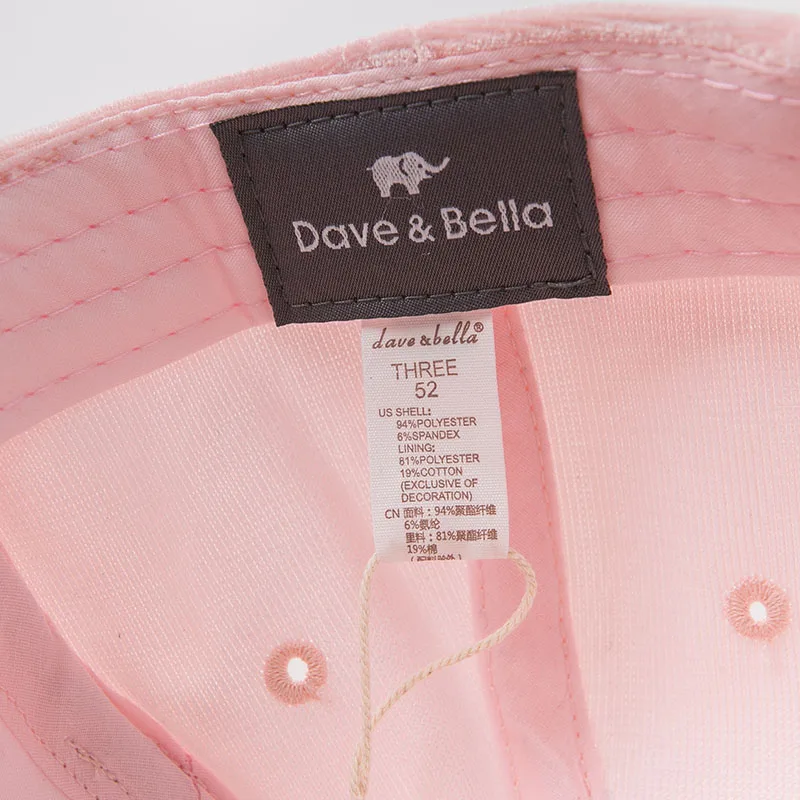 Dave & Bella
dave & bella®
THREE
52
US SHELL:
94%POLYESTER
6%SPANDEX
LINING:
81%POLYESTER
19%COTTON
(EXCLUSIVE OF
DECORATION)
CN 面料: 94%聚酯纤维
6%氨纶
里料: 81%聚酯纤维
19%棉